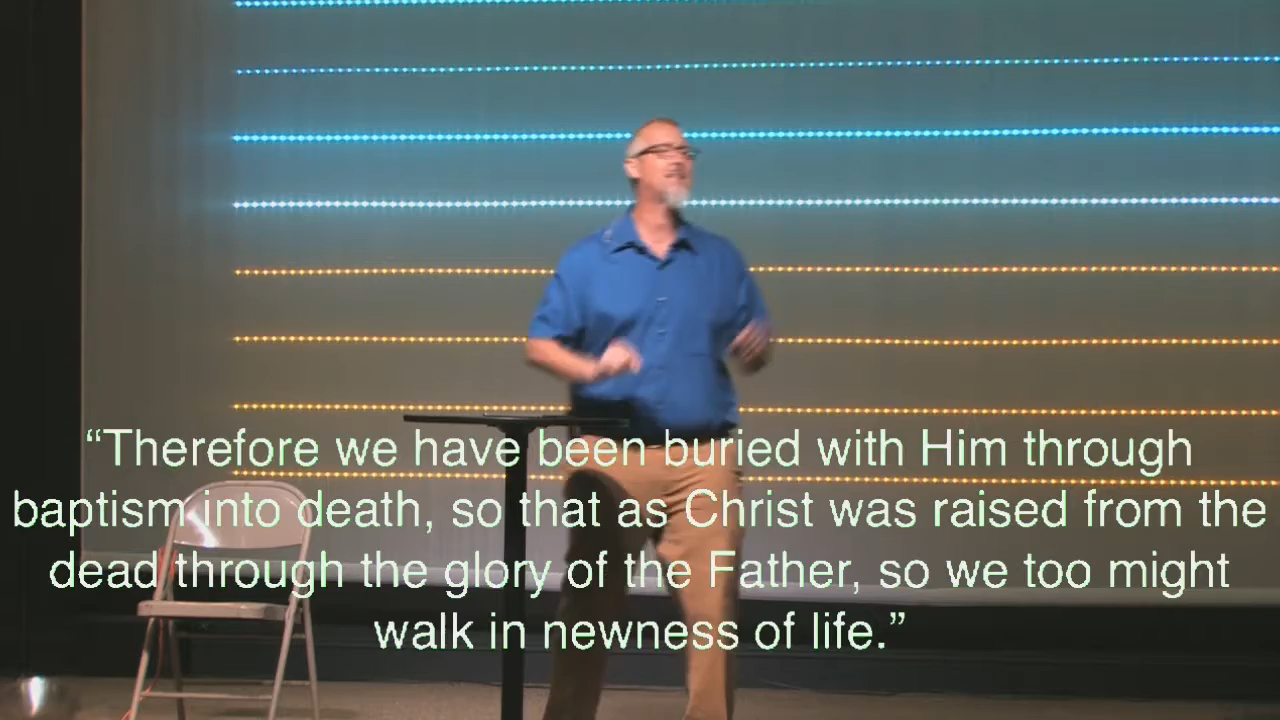 “Therefore we have been buried with Him through
baptism into death, so that as Christ was raised from the
dead through the glory of the Father, so we too might
walk in newness of life.”